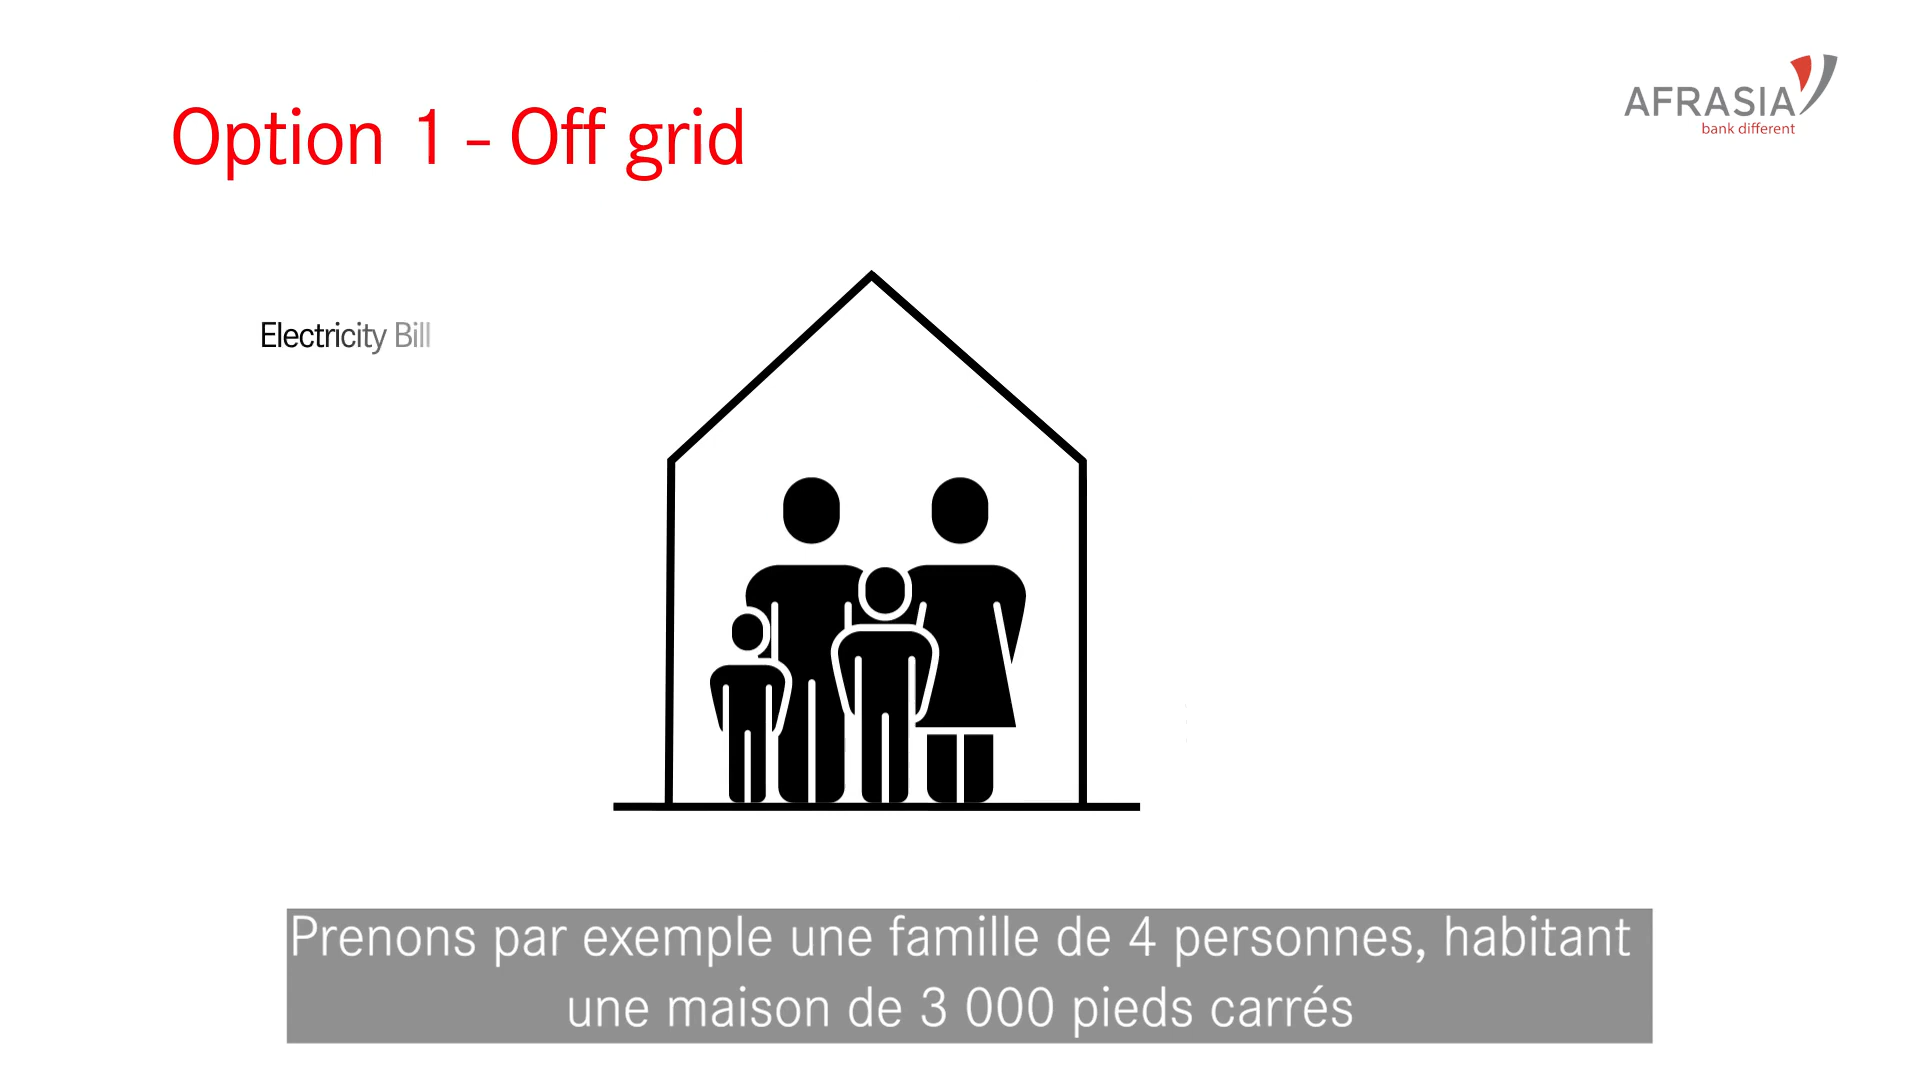 AFRASIA
bank different
Option 1 - Off grid
Electricity Bill
Prenons par exemple une famille de 4 personnes, habitant
une maison de 3 000 pieds carrés